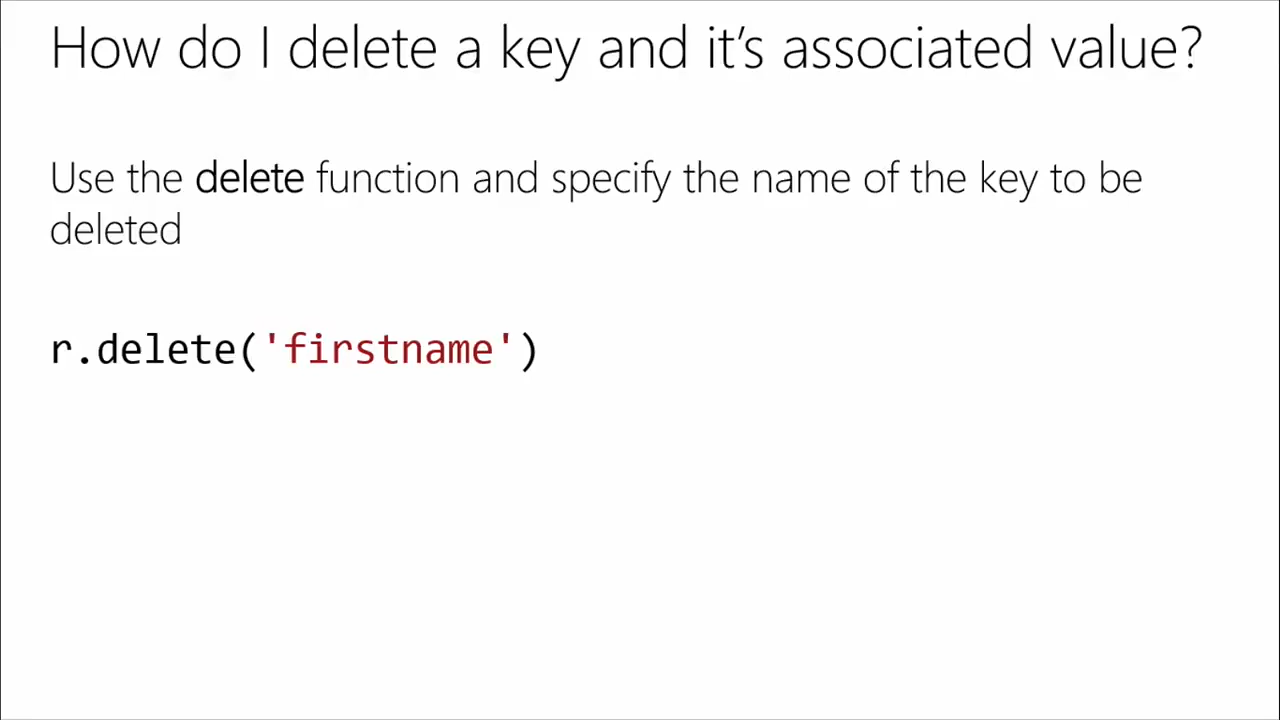 How do I delete a key and it’s associated value?
Use the delete function and specify the name of the key to be
deleted
r.delete('firstname')